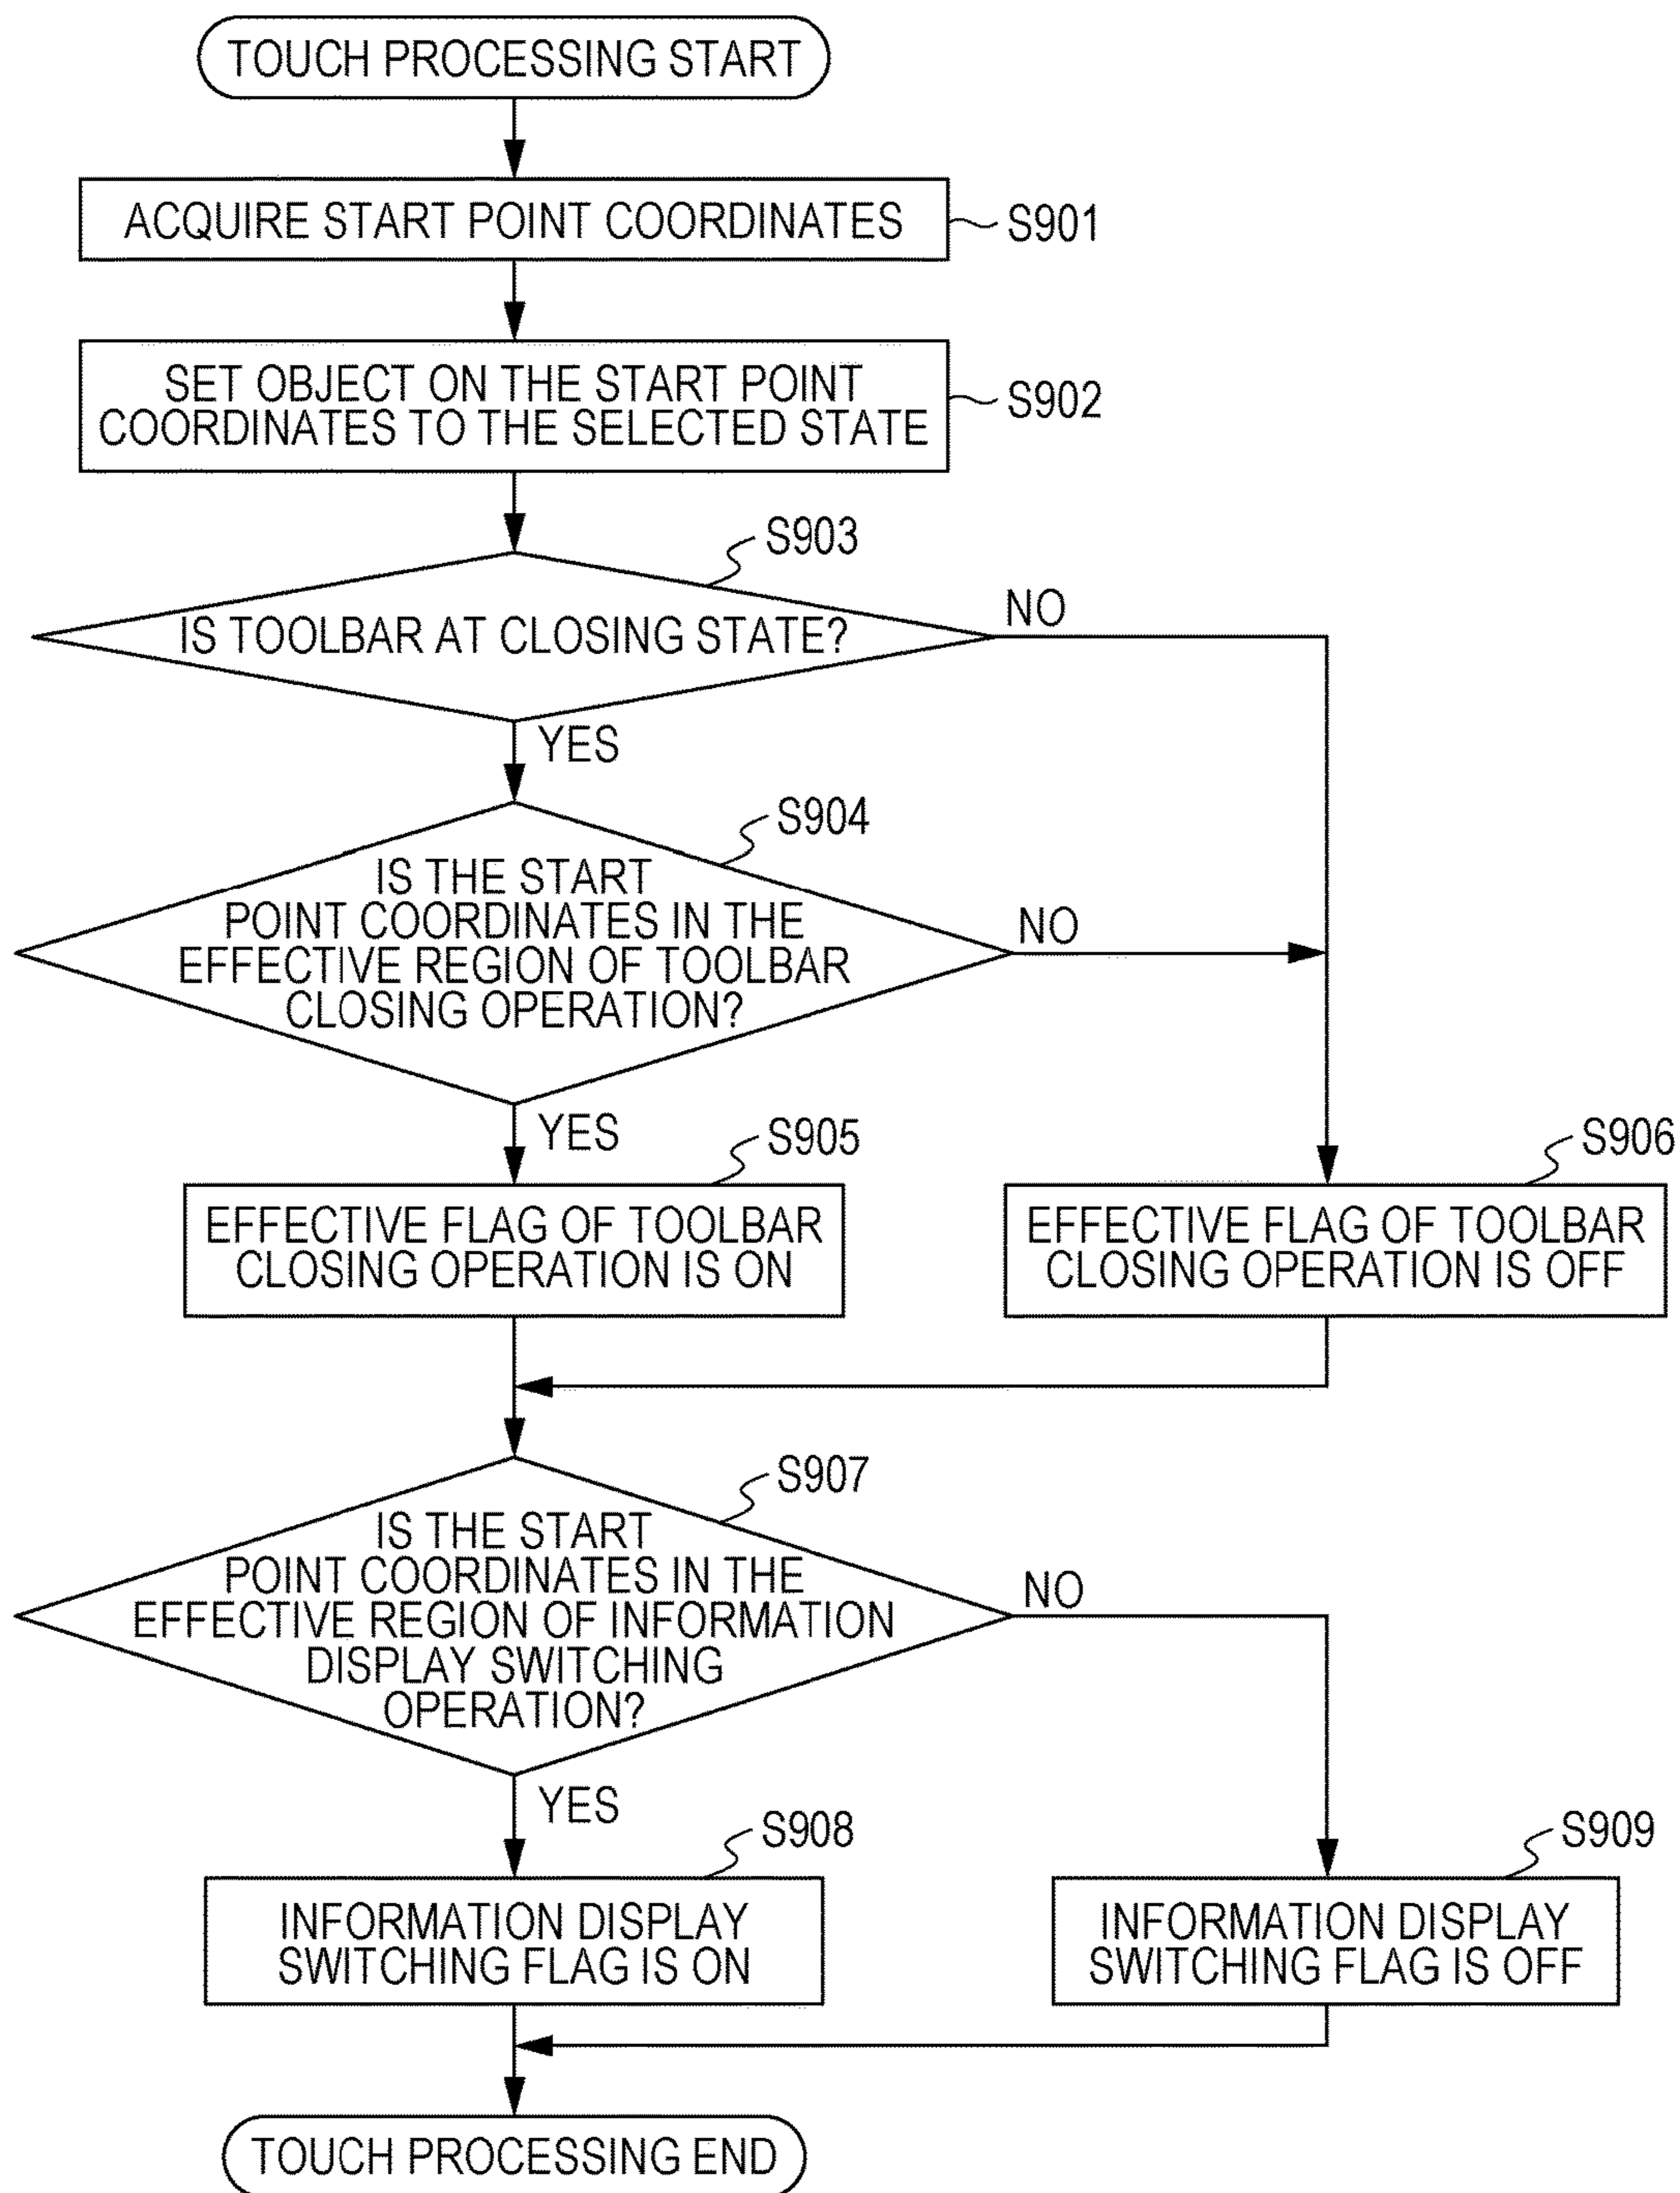 TOUCH PROCESSING START
ACQUIRE START POINT COORDINATES
S901
SET OBJECT ON THE START POINT
COORDINATES TO THE SELECTED STATE
S902
S903
IS TOOLBAR AT CLOSING STATE?
NO
YES
S904
IS THE START
POINT COORDINATES IN THE
EFFECTIVE REGION OF TOOLBAR
CLOSING OPERATION?
NO
YES
S905
EFFECTIVE FLAG OF TOOLBAR
CLOSING OPERATION IS ON
S906
EFFECTIVE FLAG OF TOOLBAR
CLOSING OPERATION IS OFF
S907
IS THE START
POINT COORDINATES IN THE
EFFECTIVE REGION OF INFORMATION
DISPLAY SWITCHING
OPERATION?
NO
YES
S908
INFORMATION DISPLAY
SWITCHING FLAG IS ON
S909
INFORMATION DISPLAY
SWITCHING FLAG IS OFF
TOUCH PROCESSING END